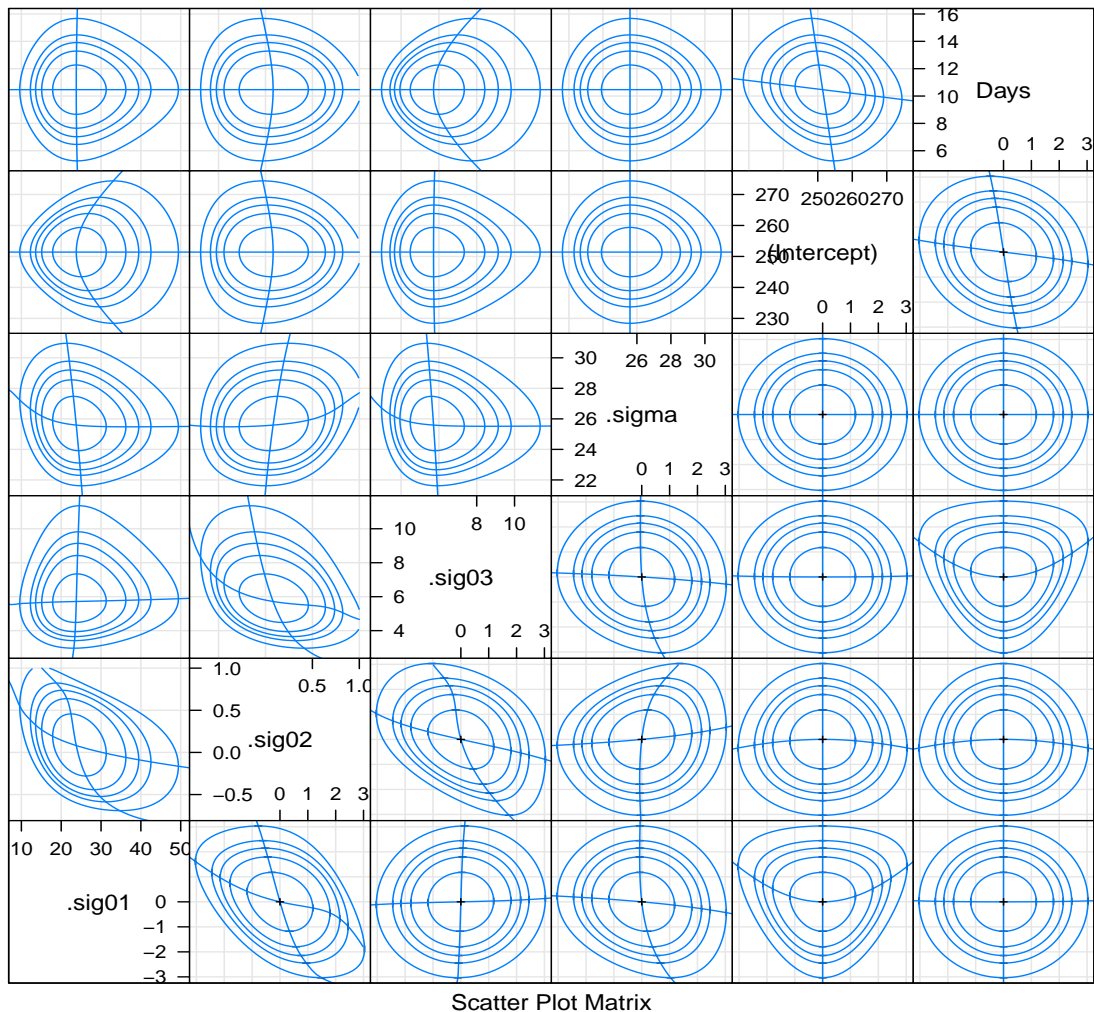 16
14
12
10 Days
8
6
0 1 2 3
270 250 260 270
260
250 (Intercept)
240
230
0 1 2 3
30 26 28 30
28
26 .sigma
24
22
0 1 2 3
10 8 10
8
.sig03
6
4
0 1 2 3
1.0 0.5 1.0
0.5
.sig02
0.0
−0.5 0 1 2 3
10 20 30 40 50
.sig01 0
−1
−2
−3
Scatter Plot Matrix